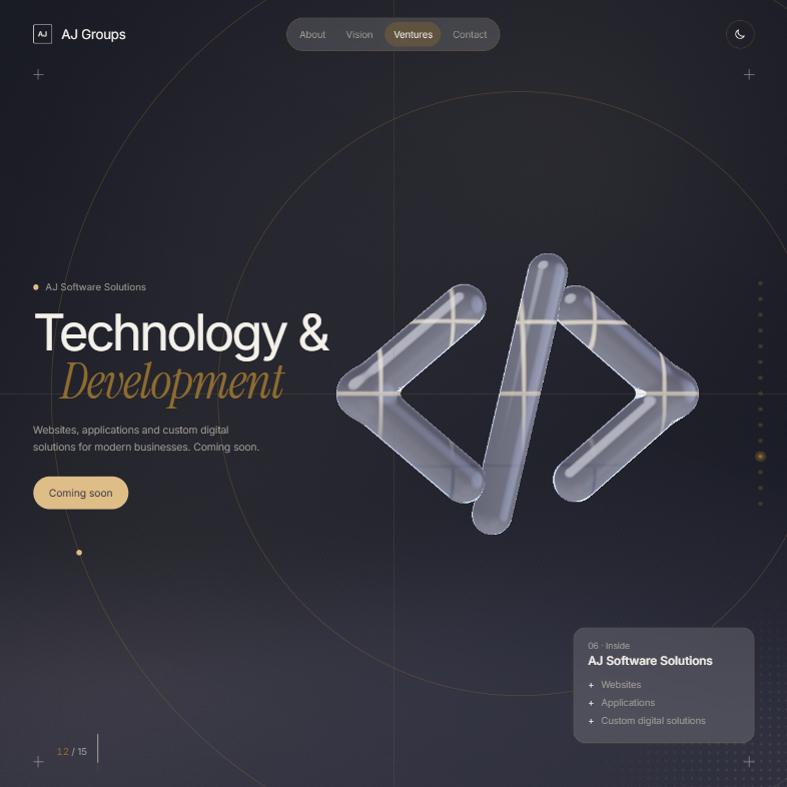 AJ AJ Groups
About Vision Ventures Contact
AJ Software Solutions
Technology &
Development
Websites, applications and custom digital
solutions for modern businesses. Coming soon.
Coming soon
06 · Inside
AJ Software Solutions
+ Websites
+ Applications
+ Custom digital solutions
12 / 15